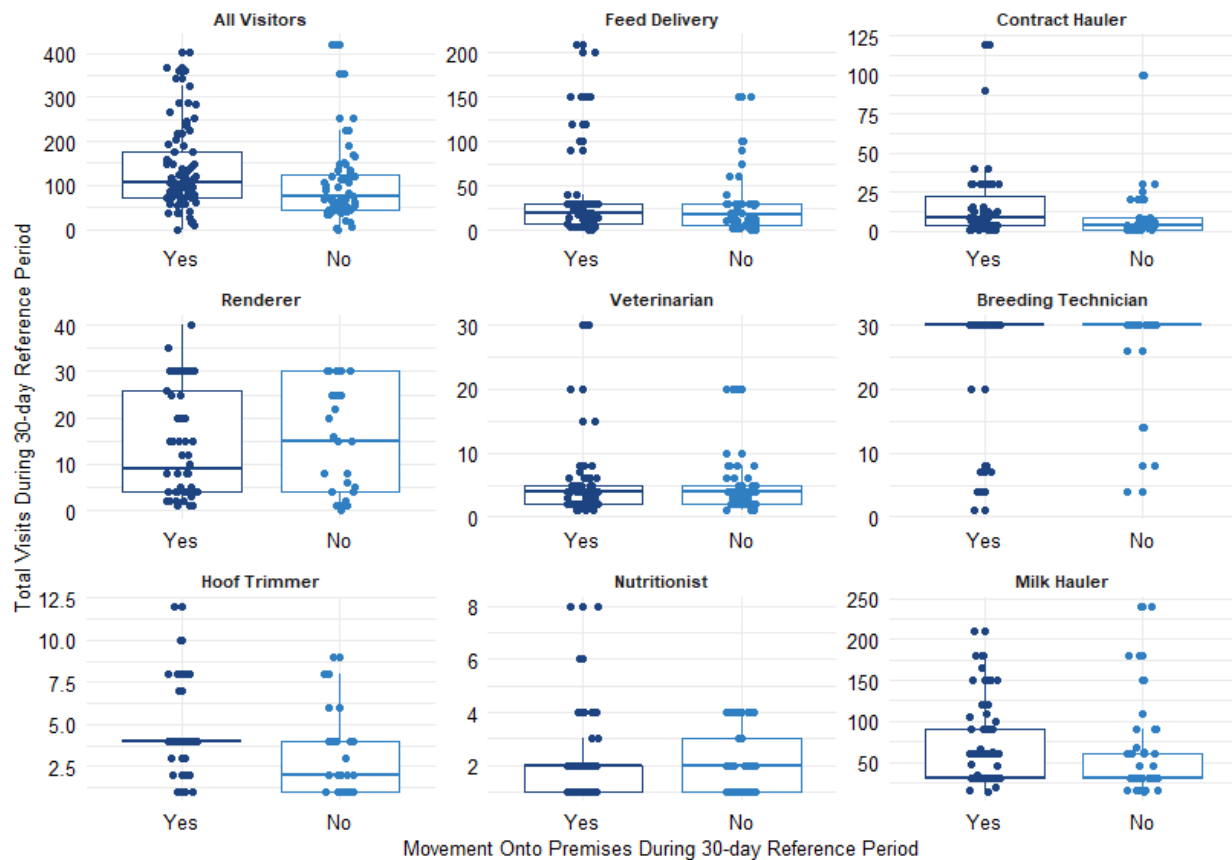 All Visitors Feed Delivery Contract Hauler
400 300 200 100 0
Yes No
200 150 100 50 0
Yes No
125 100 75 50 25 0
Yes No
Total Visits During 30-day Reference Period
Renderer Veterinarian Breeding Technician
40 30 20 10 0
Yes No
30 20 10 0
Yes No
30 20 10 0
Yes No
Hoof Trimmer Nutritionist Milk Hauler
12.5 10.0 7.5 5.0 2.5
Yes No
8 6 4 2
Yes No
250 200 150 100 50
Yes No
Movement Onto Premises During 30-day Reference Period